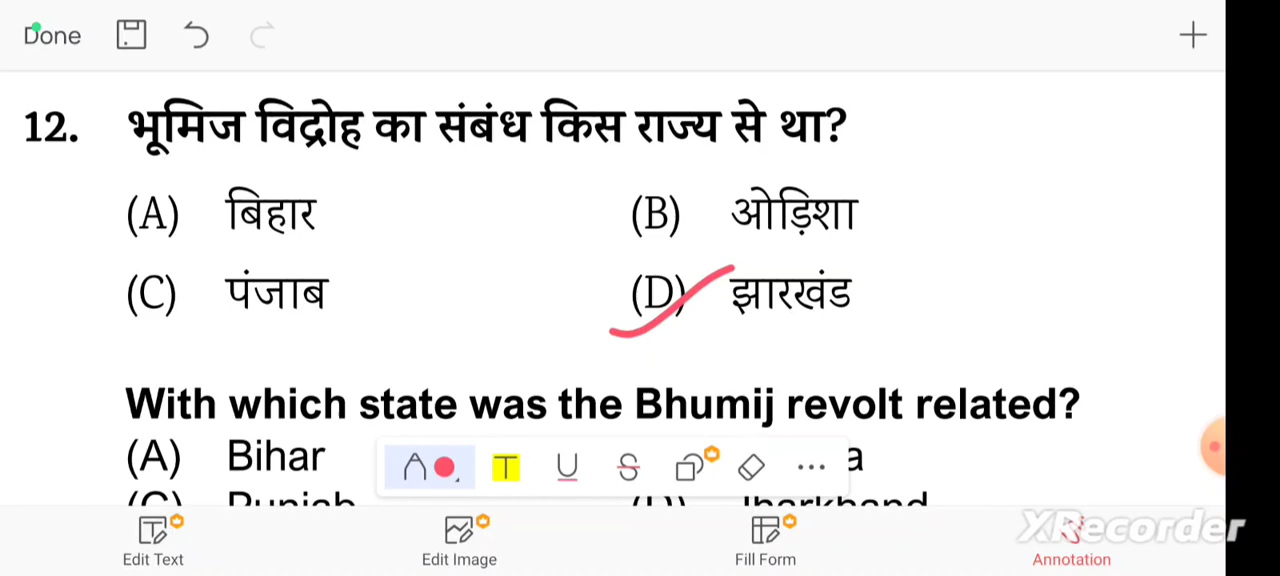 Done
12. भूमिज विद्रोह का संबंध किस राज्य से था?
(A) बिहार (B) ओड़िशा
(C) पंजाब (D) झारखंड
With which state was the Bhumij revolt related?
(A) Bihar a
(C) Punjab (D) Jharkhand
T U S ...
Edit Text Edit Image Fill Form Annotation
XRecorder